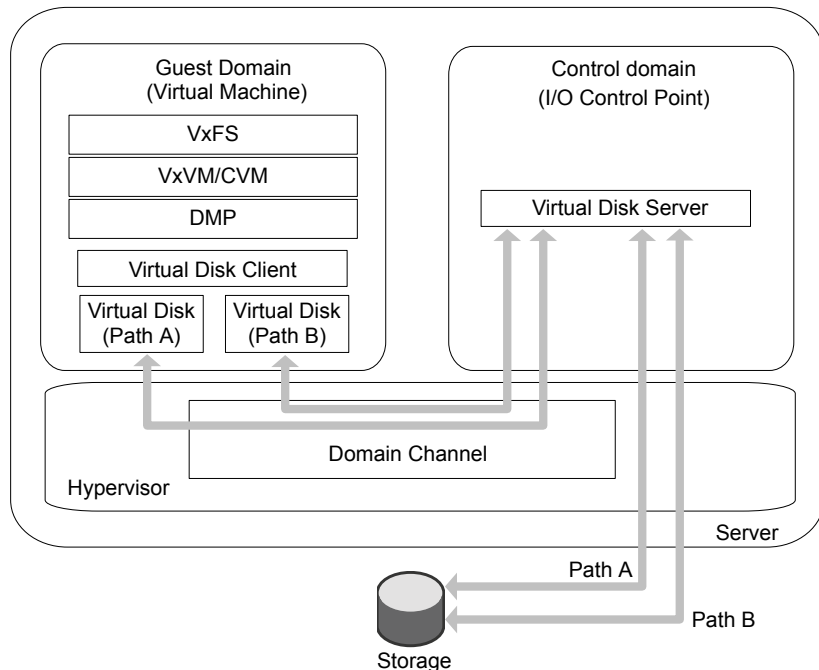 Guest Domain
(Virtual Machine)
VxFS
VxVM/CVM
DMP
Virtual Disk Client
Virtual Disk
(Path A)
Virtual Disk
(Path B)
Control domain
(I/O Control Point)
Virtual Disk Server
Domain Channel
Hypervisor
Server
Path A
Path B
Storage